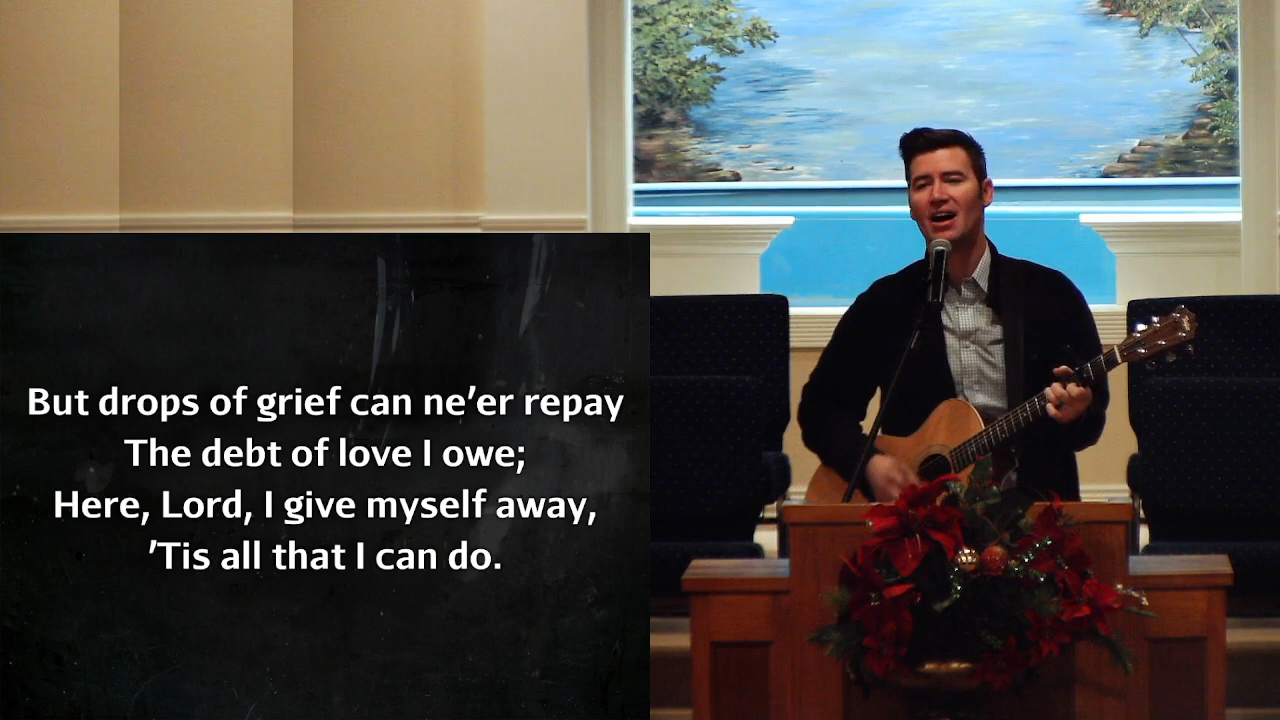 But drops of grief can ne’er repay
The debt of love I owe;
Here, Lord, I give myself away,
’Tis all that I can do.